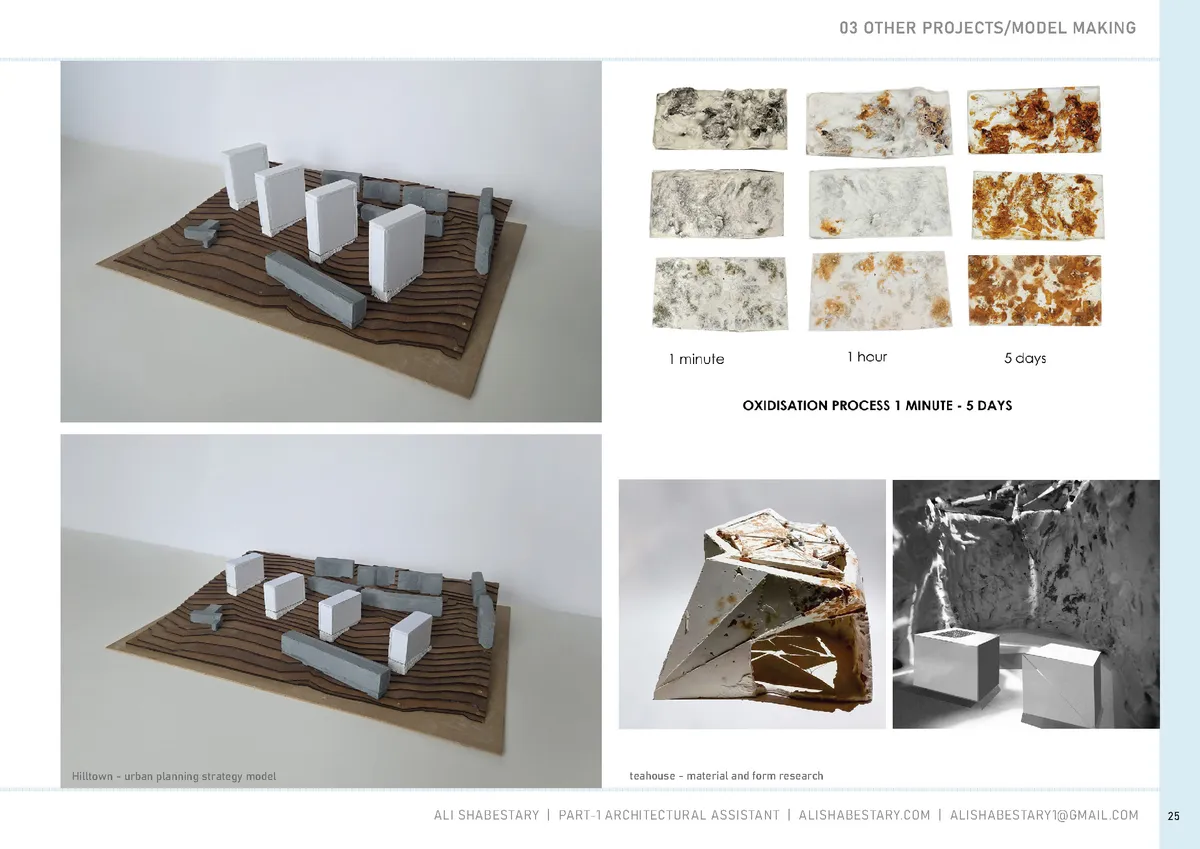 03 OTHER PROJECTS/MODEL MAKING
1 minute
1 hour
5 days
OXIDISATION PROCESS 1 MINUTE - 5 DAYS
Hilltown - urban planning strategy model
teahouse - material and form research
ALI SHABESTARY | PART-1 ARCHITECTURAL ASSISTANT | ALISHABESTARY.COM | ALISHABESTARY1@GMAIL.COM
25